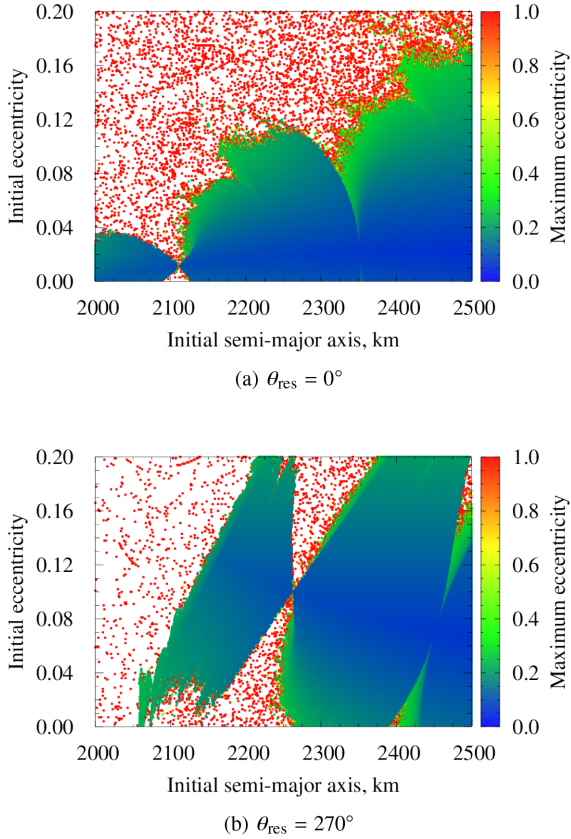 0.20
0.16
0.12
0.08
0.04
0.00
Initial eccentricity
2000 2100 2200 2300 2400 2500
Initial semi-major axis, km
1.0
0.8
0.6
0.4
0.2
0.0
Maximum eccentricity
(a) θres = 0°
0.20
0.16
0.12
0.08
0.04
0.00
Initial eccentricity
2000 2100 2200 2300 2400 2500
Initial semi-major axis, km
1.0
0.8
0.6
0.4
0.2
0.0
Maximum eccentricity
(b) θres = 270°